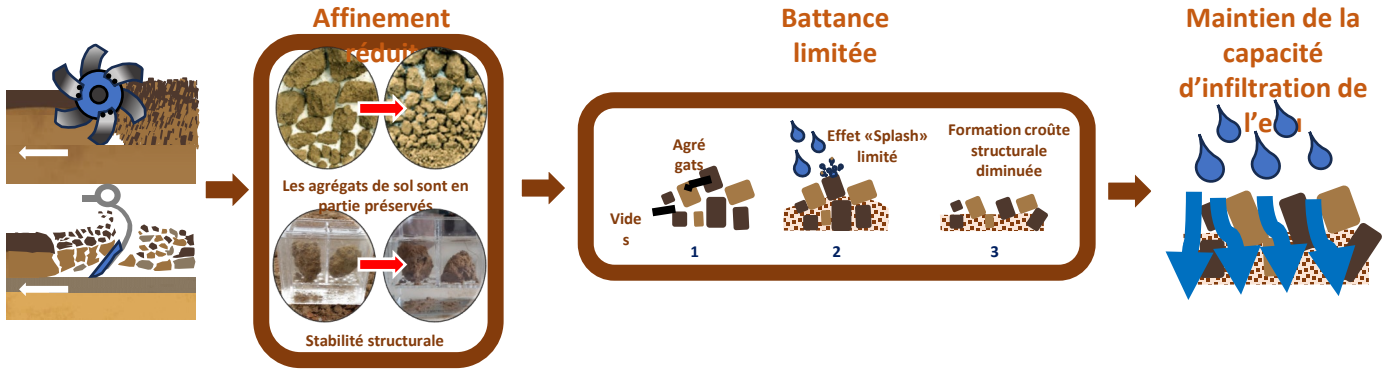 Affinement
réduit
Les agrégats de sol sont en
partie préservés
Stabilité structurale
Battance
limitée
Agré
gats
Vide
s
1
Effet «Splash»
limité
2
Formation croûte
structurale
diminuée
3
Maintien de la
capacité
d’infiltration de
l’eau